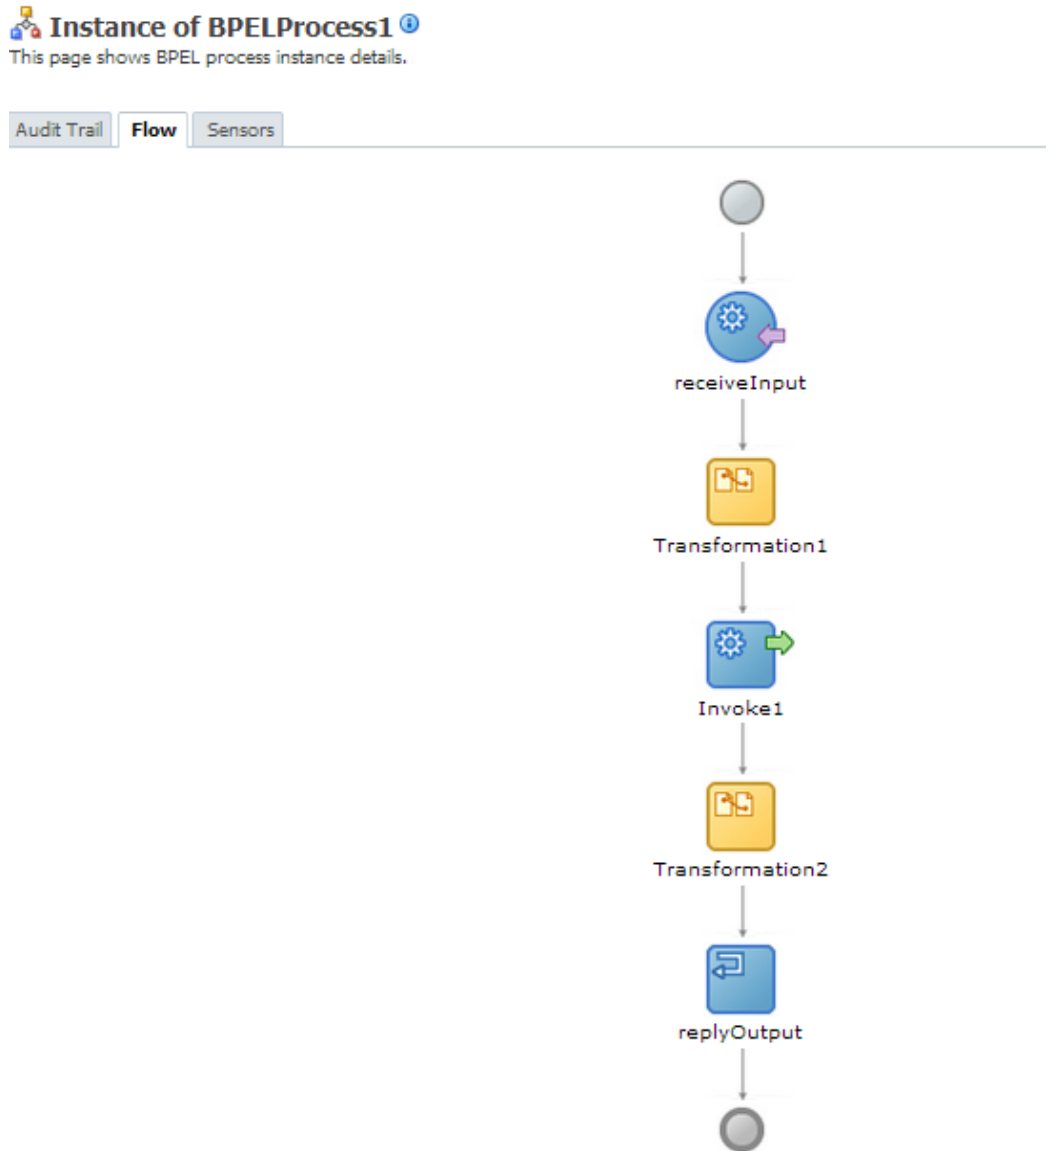 Instance of BPELProcess1
This page shows BPEL process instance details.
Audit Trail Flow Sensors
receiveInput
Transformation1
Invoke1
Transformation2
replyOutput